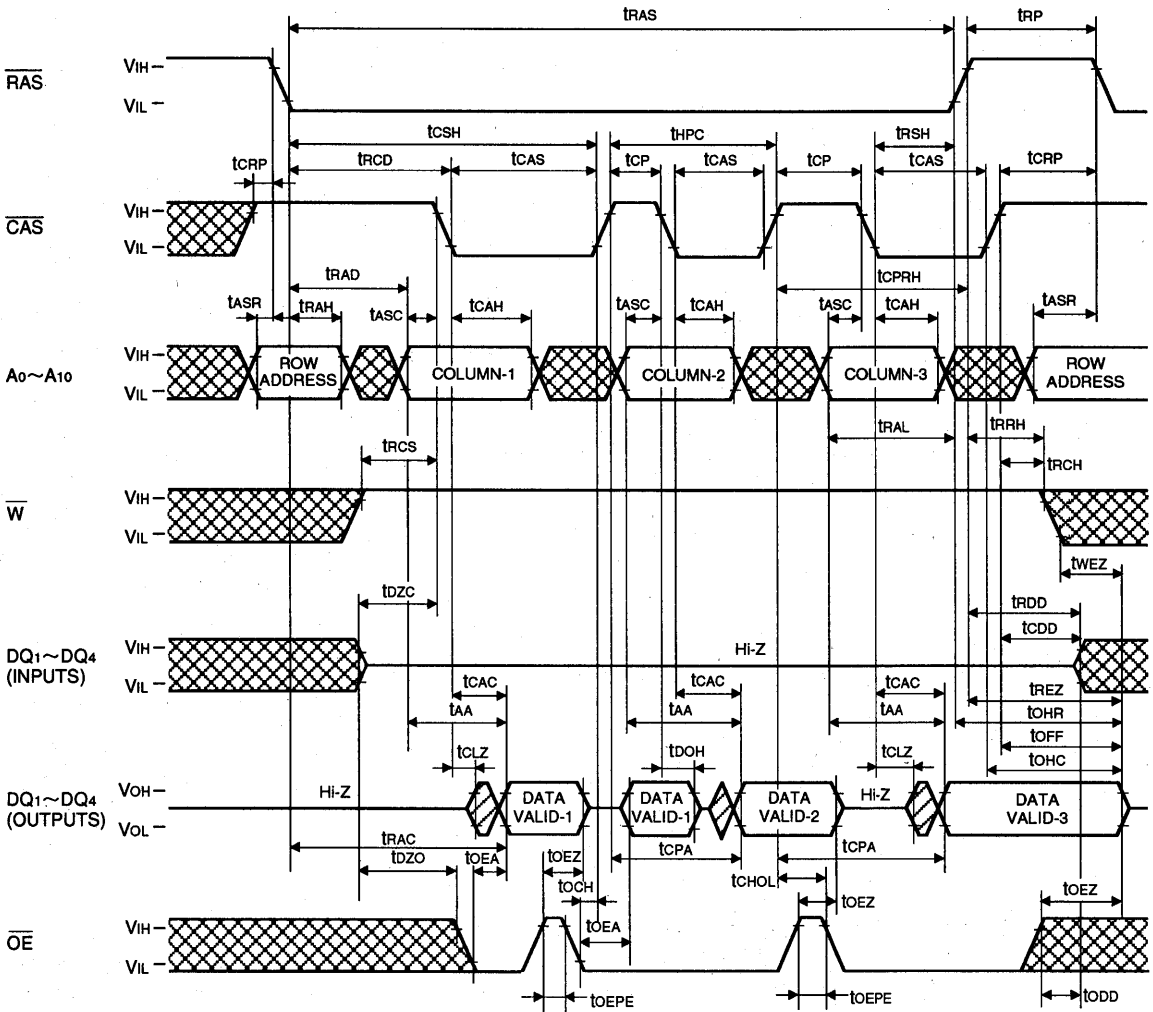 tRAS tRP
RAS VIH
VIL
tCSH tHPC tRSH
tCRP tRCD tCAS tCP tCAS tCP tCAS tCRP
CAS VIH
VIL
tRAD tCPRH
tASR tRAH tASC tCAH tASC tCAH tASC tCAH tASR
A0~A10 VIH
VIL
ROW ADDRESS COLUMN-1 COLUMN-2 COLUMN-3 ROW ADDRESS
tRCS tRAL tRRH
tRCH
W VIH
VIL
tWEZ
tDZC tRDD
tCDD
DQ1~DQ4 (INPUTS) VIH
VIL
Hi-Z
tCAC tCAC tCAC tREZ
tAA tAA tAA tOHR
tOFF
tCLZ tDOH tCLZ tOHC
DQ1~DQ4 (OUTPUTS) VOH
VOL
Hi-Z DATA VALID-1 DATA VALID-1 DATA VALID-2 Hi-Z DATA VALID-3
tRAC tCPA tCPA
tDZO tOEA tOEZ tCHOL
tOCH tOEZ tOEZ
tOEA
OE VIH
VIL
tOEPE tOEPE tODD